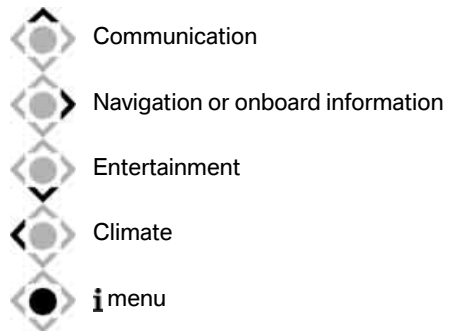 Communication
Navigation or onboard information
Entertainment
Climate
i menu